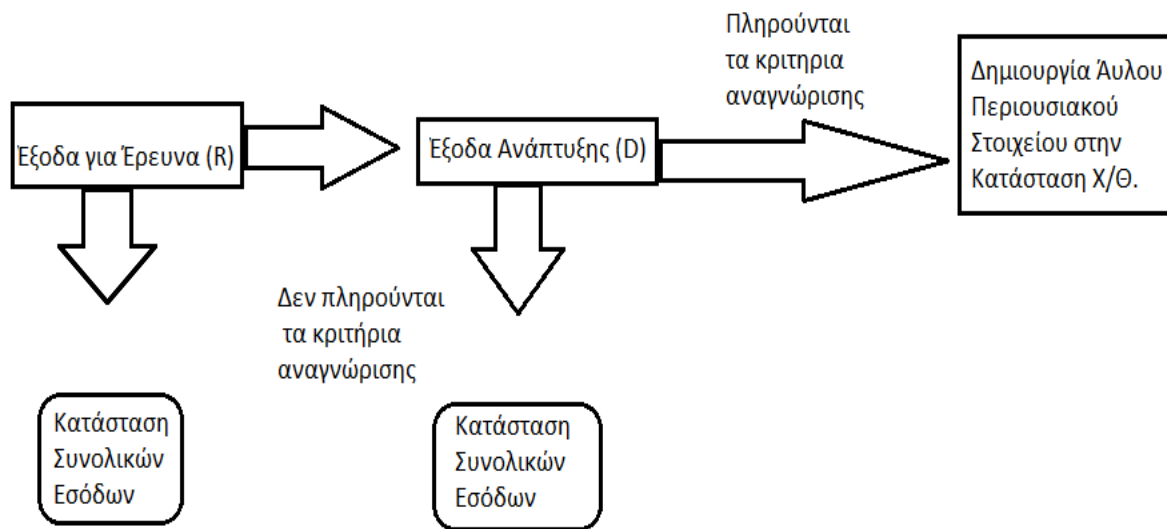 Έξοδα για Έρευνα (R)
Έξοδα Ανάπτυξης (D)
Πληρούνται
τα κριτηρια
αναγνώρισης
Δημιουργία Άυλου
Περιουσιακού
Στοιχείου στην
Κατάσταση Χ/Θ.
Δεν πληρούνται
τα κριτήρια
αναγνώρισης
Κατάσταση
Συνολικών
Εσόδων
Κατάσταση
Συνολικών
Εσόδων